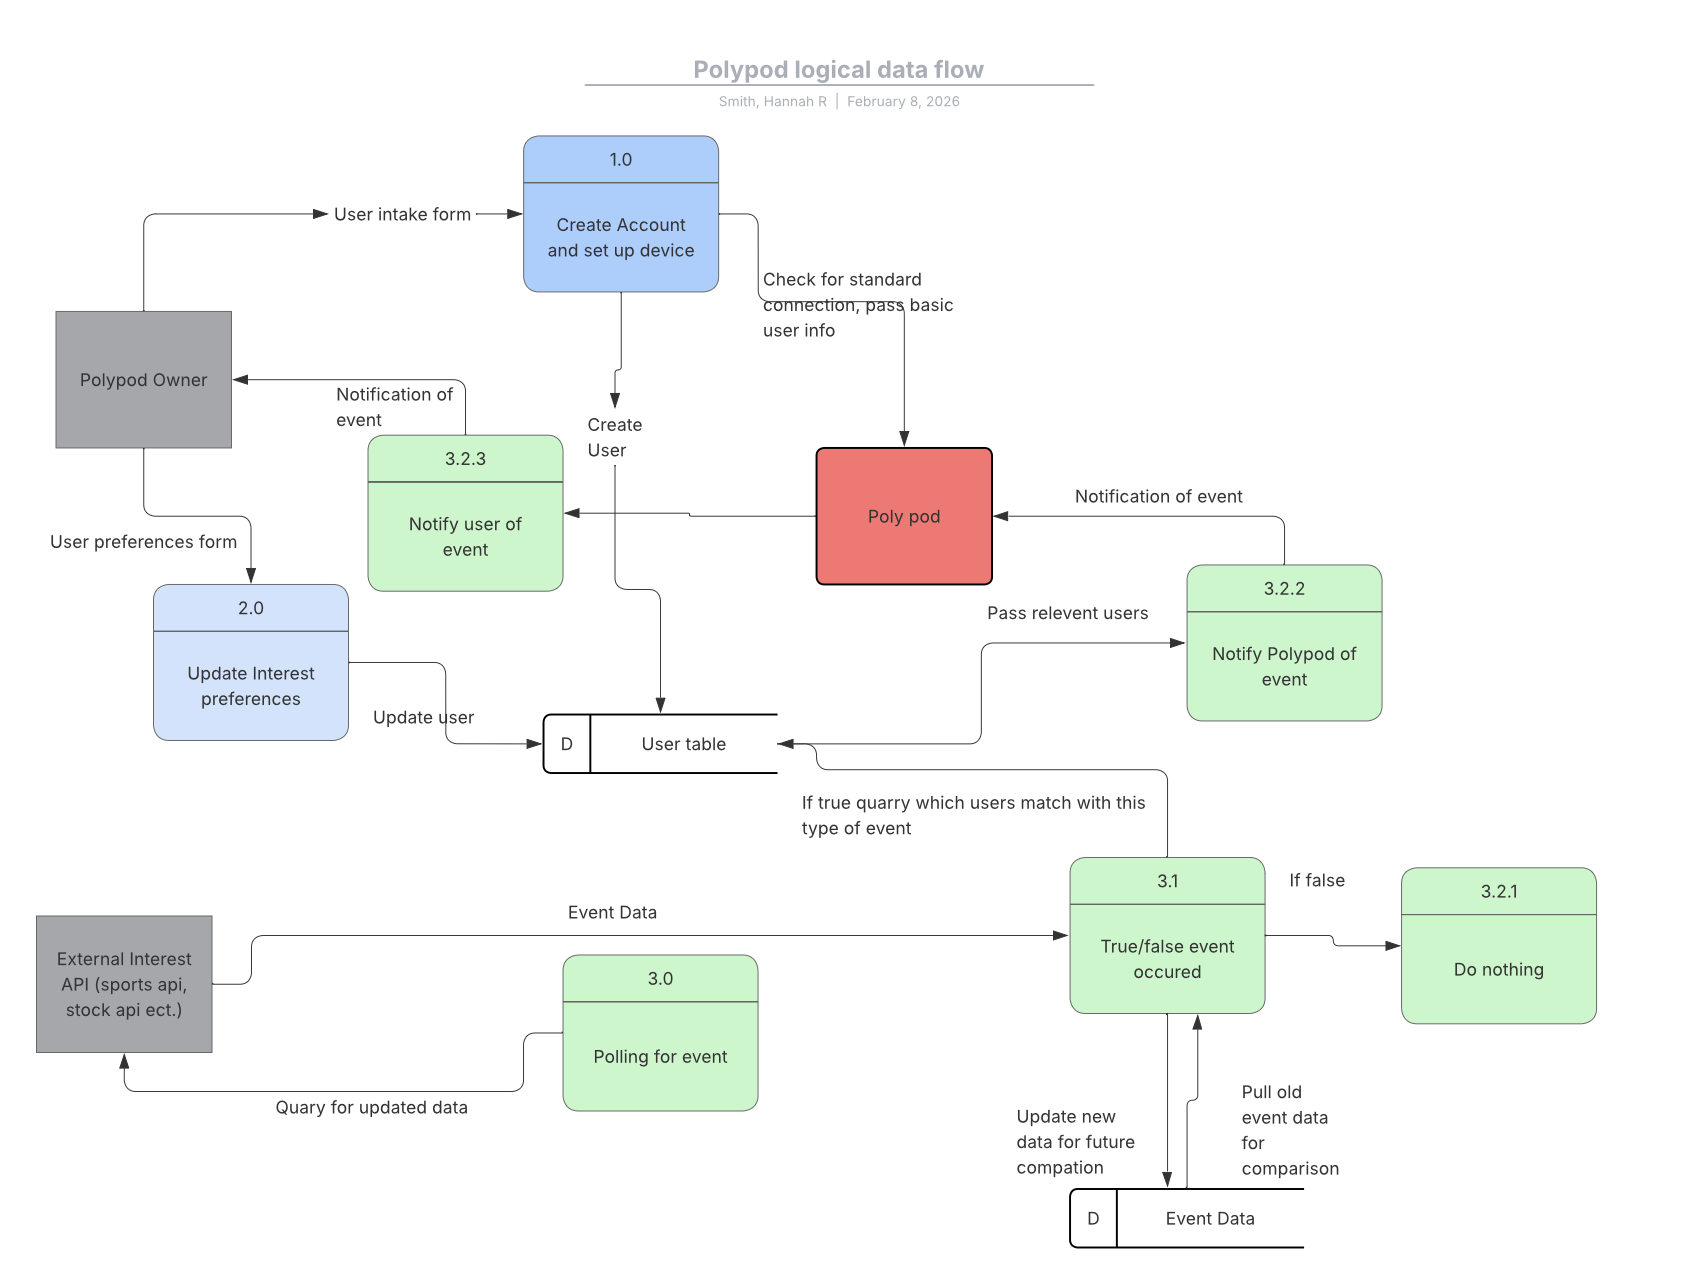 Polypod logical data flow
Smith, Hannah R | February 8, 2026
1.0
Create Account
and set up device
User intake form
Check for standard
connection, pass basic
user info
Polypod Owner
Notification of
event
Create
User
3.2.3
Notify user of
event
Poly pod
Notification of event
User preferences form
3.2.2
Notify Polypod of
event
2.0
Update Interest
preferences
Pass relevent users
Update user
D
User table
If true quarry which users match with this
type of event
3.1
True/false event
occured
If false
3.2.1
Do nothing
Event Data
External Interest
API (sports api,
stock api ect.)
3.0
Polling for event
Quary for updated data
Update new
data for future
compation
Pull old
event data
for
comparison
D
Event Data